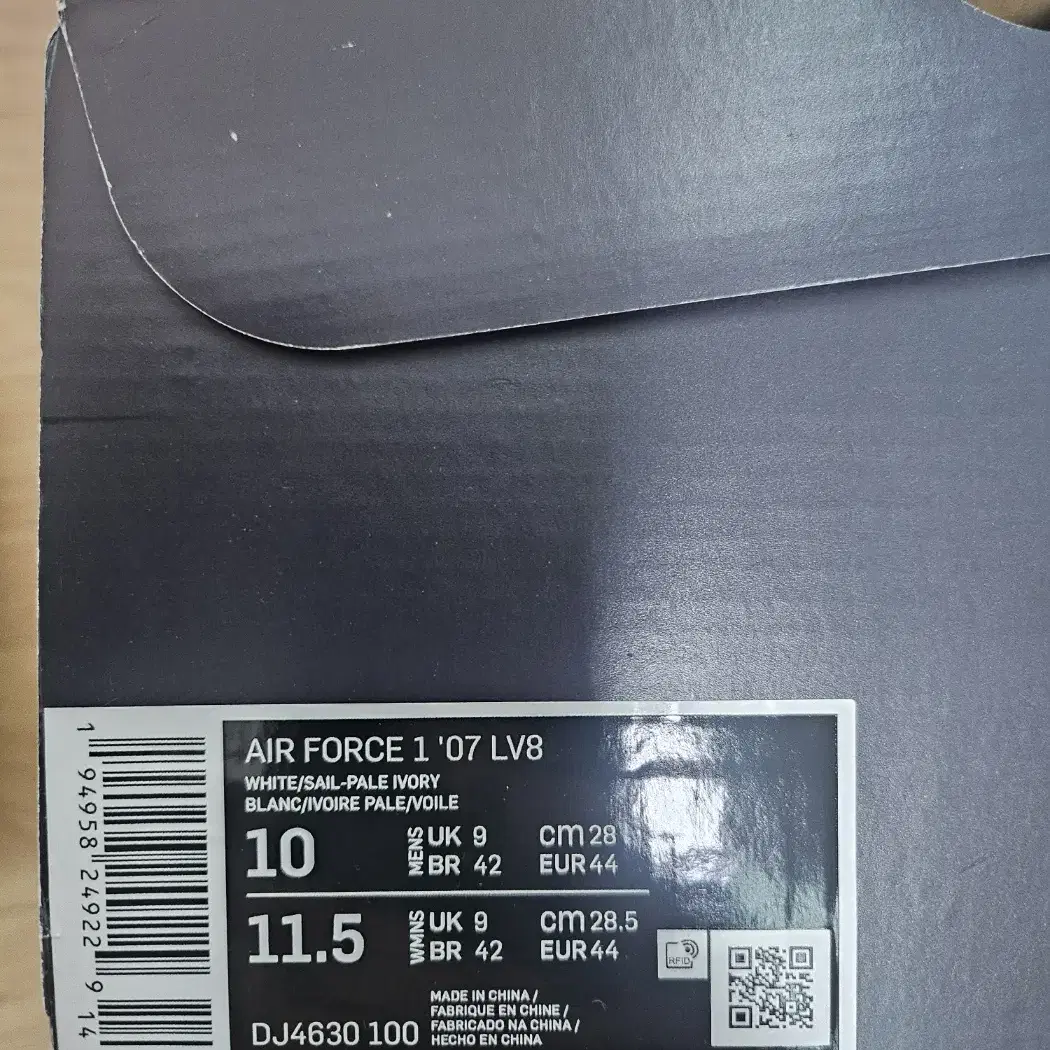 AIR FORCE 1 '07 LV8
WHITE/SAIL-PALE IVORY
BLANC/IVOIRE PALE/VOILE
10 MENS UK 9 CM 28
BR 42 EUR 44
11.5 WMNS UK 9 CM 28.5
BR 42 EUR 44
RFID
DJ4630 100
MADE IN CHINA /
FABRIQUE EN CHINE /
FABRICADO NA CHINA /
HECHO EN CHINA
1 94958 24922 9 14